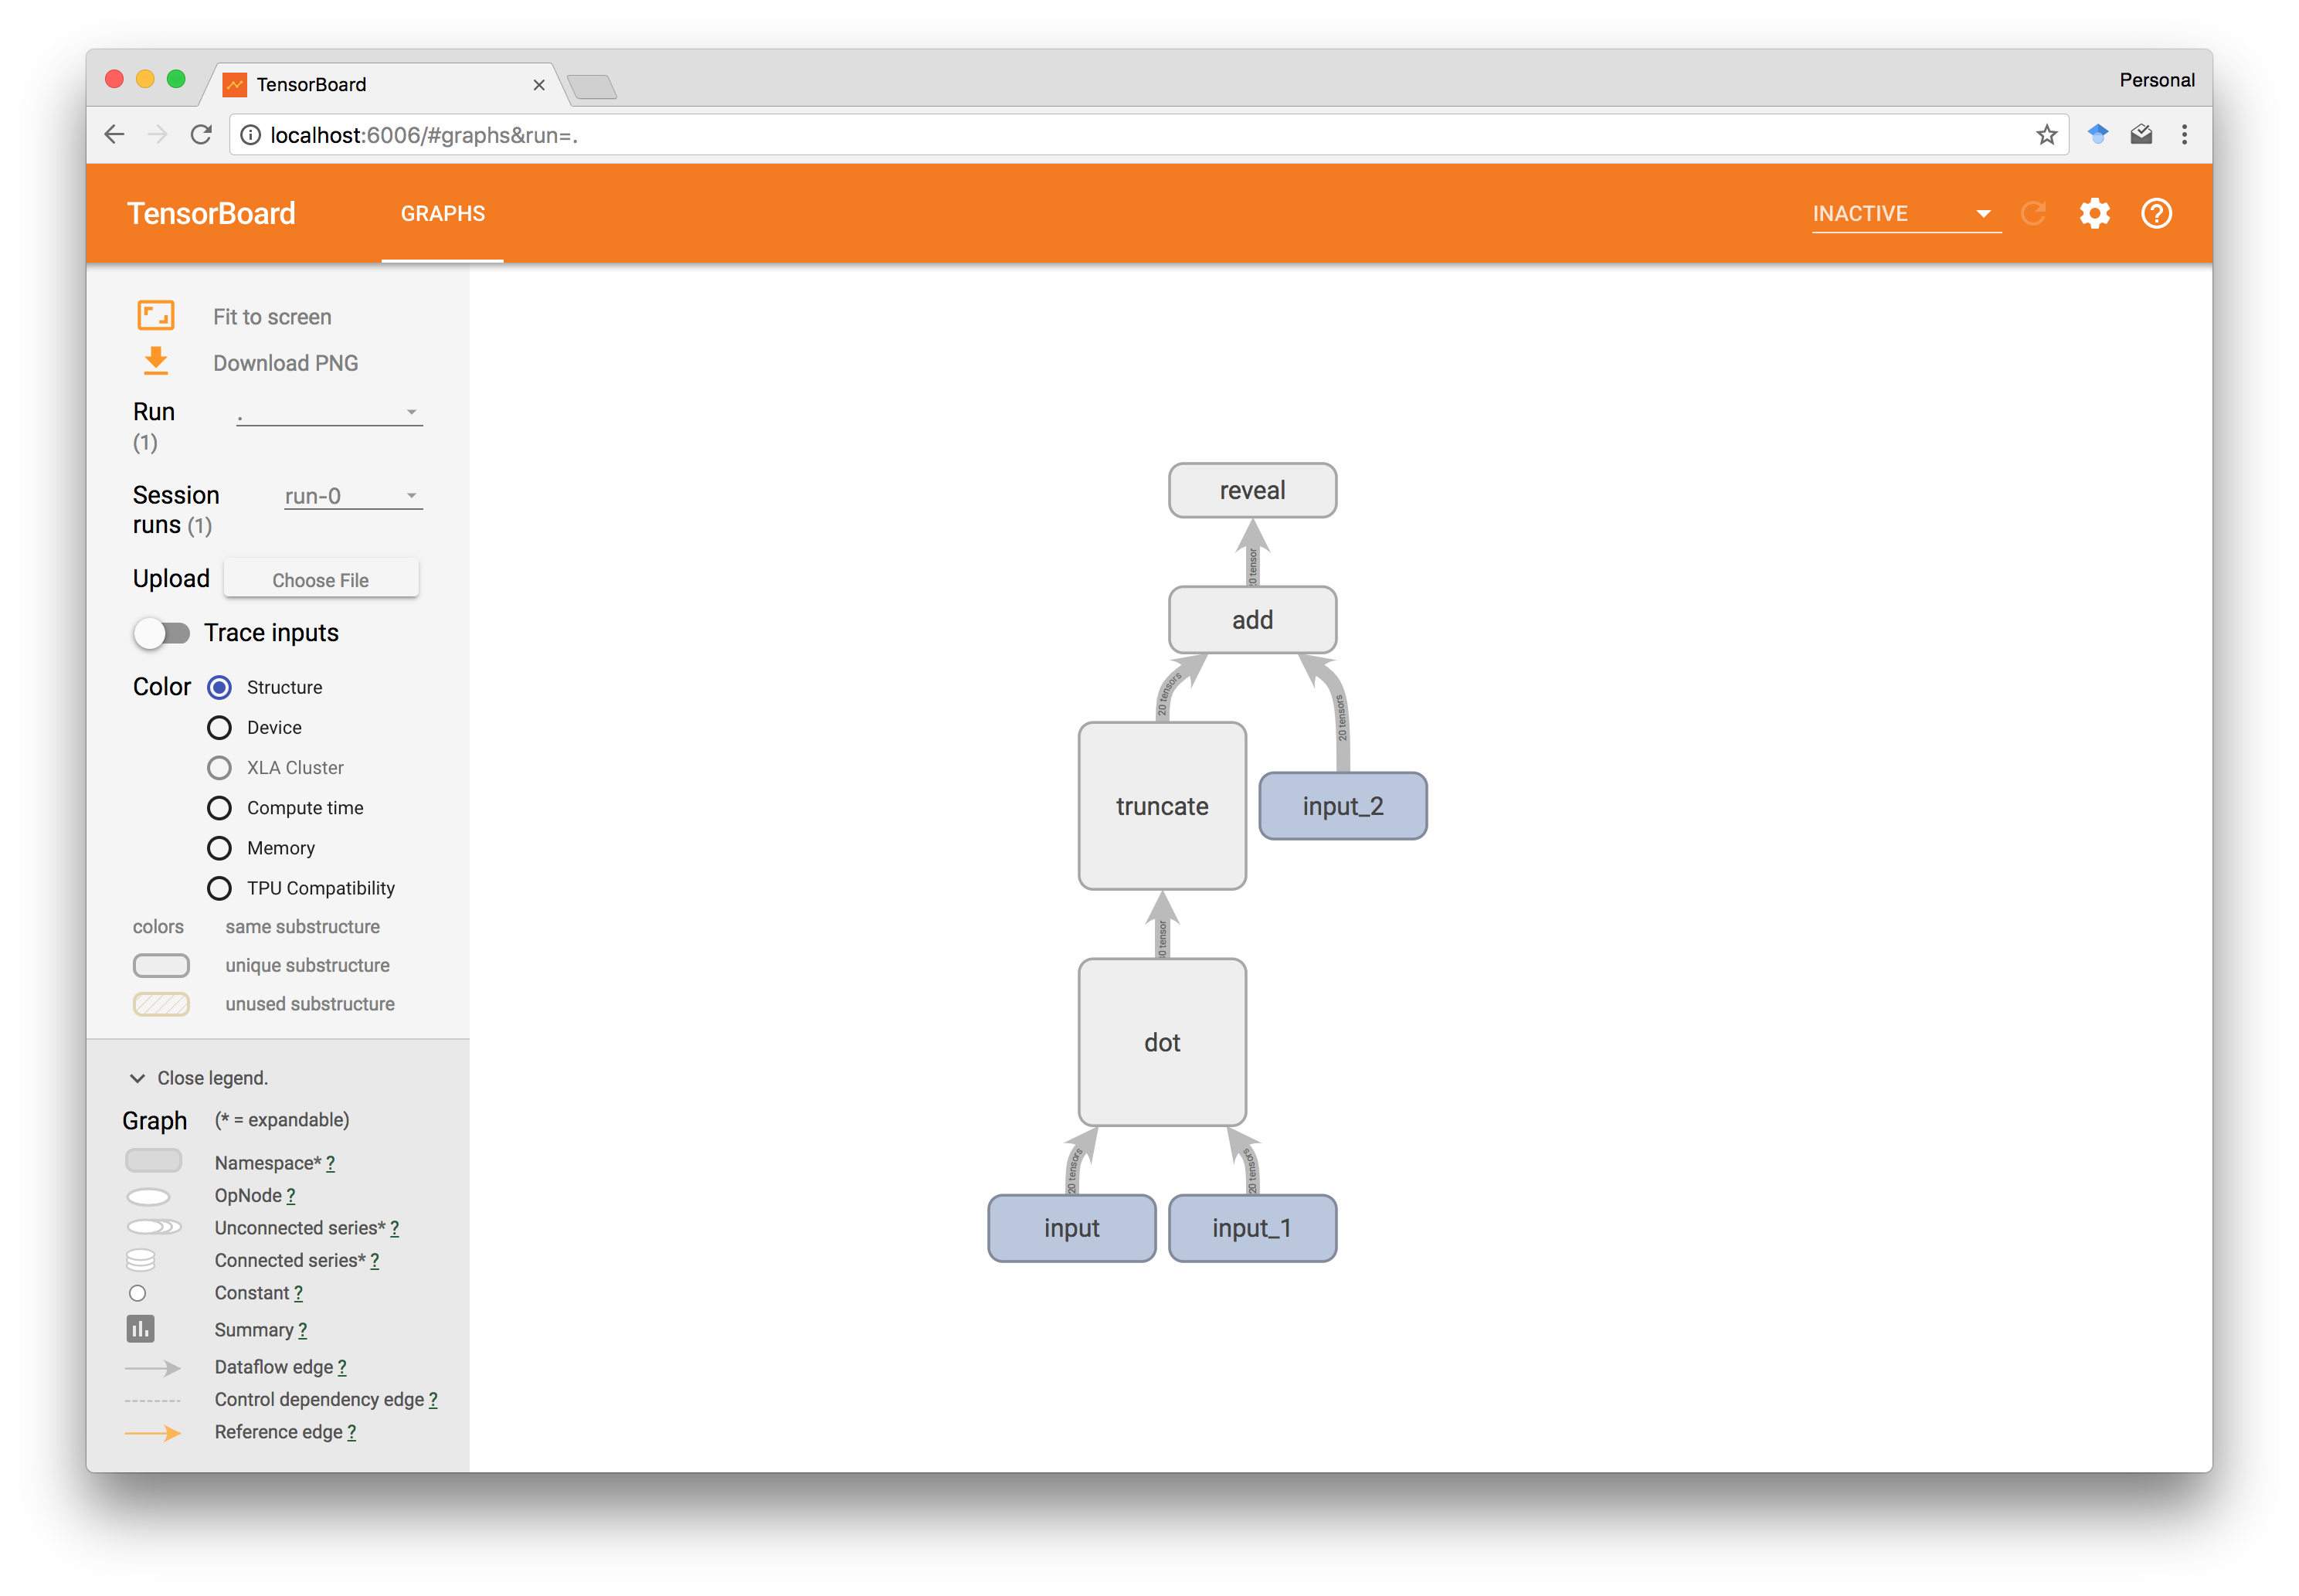 TensorBoard
Personal
localhost:6006/#graphs&run=.
TensorBoard
GRAPHS
INACTIVE
Fit to screen
Download PNG
Run
.
(1)
Session
run-0
runs (1)
Upload
Choose File
Trace inputs
Color
Structure
Device
XLA Cluster
Compute time
Memory
TPU Compatibility
colors same substructure
unique substructure
unused substructure
Close legend.
Graph (* = expandable)
Namespace* ?
OpNode ?
Unconnected series* ?
Connected series* ?
Constant ?
Summary ?
Dataflow edge ?
Control dependency edge ?
Reference edge ?
reveal
add
20 tensors
20 tensors
truncate
input_2
dot
20 tensors
20 tensors
input
input_1